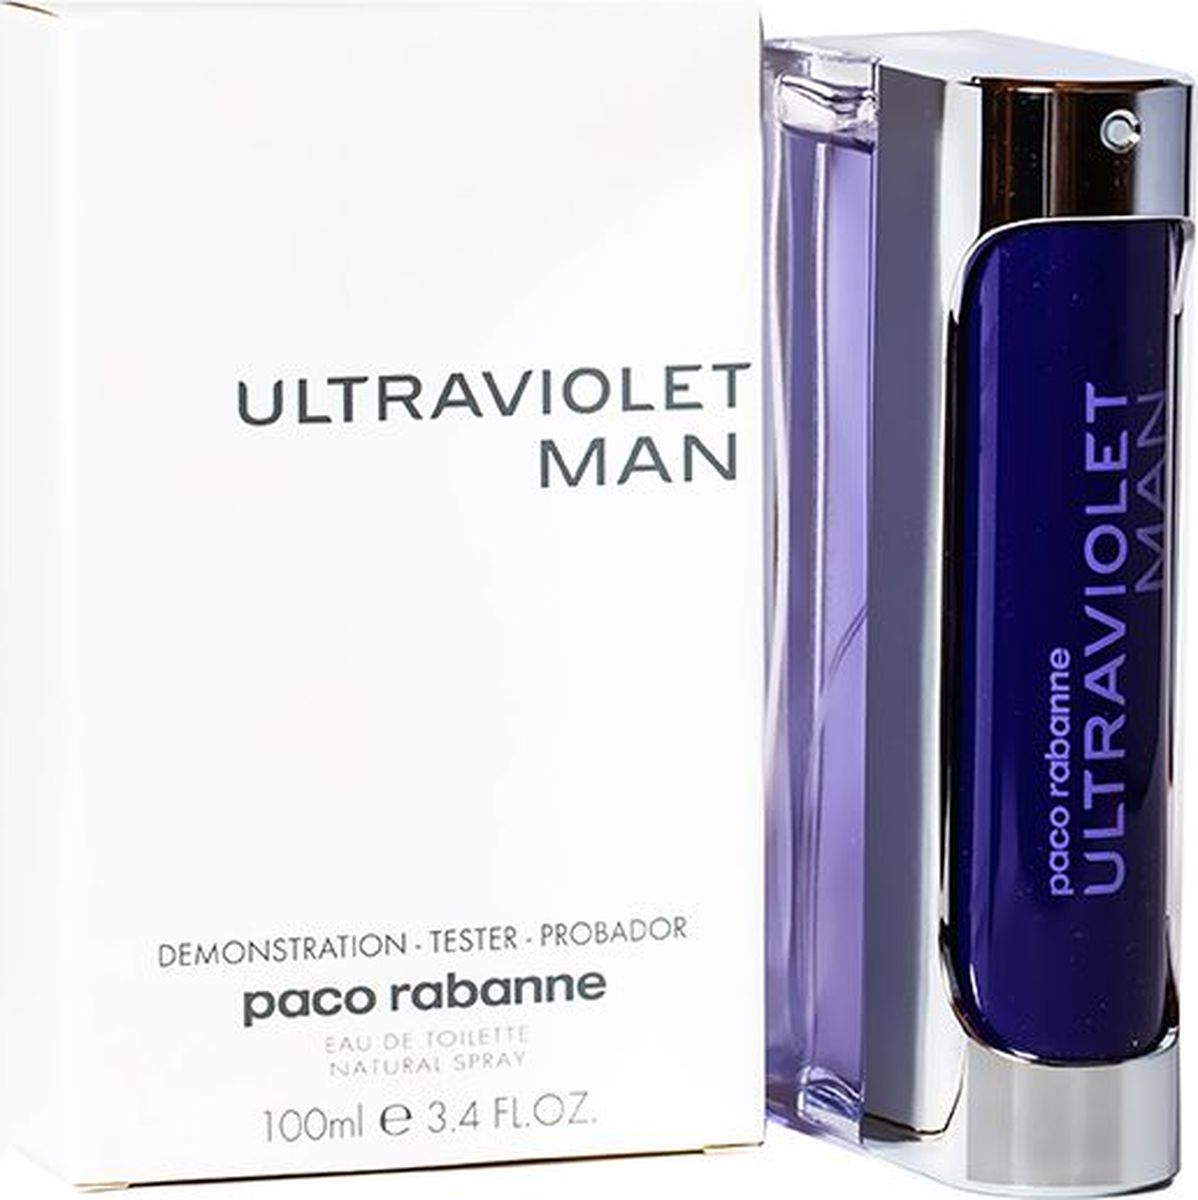 ULTRAVIOLET
MAN
DEMONSTRATION - TESTER - PROBADOR
paco rabanne
EAU DE TOILETTE
NATURAL SPRAY
100ml e 3.4 FL.OZ.
paco rabanne
ULTRAVIOLET
MAN